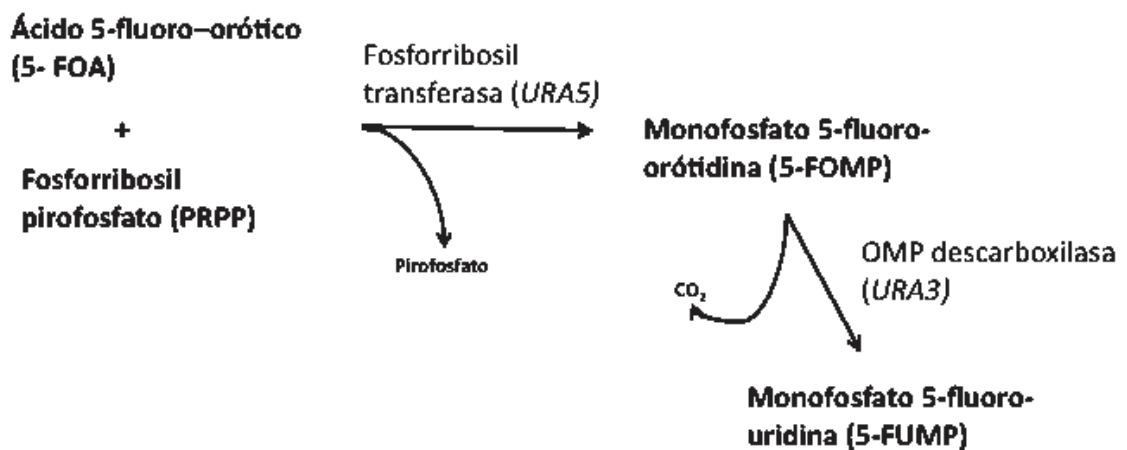 Ácido 5-fluoro–orótico
(5- FOA)
+
Fosforribosil
pirofosfato (PRPP)
Fosforribosil
transferasa (URA5)
Pirofosfato
Monofosfato 5-fluoro-
orótidina (5-FOMP)
OMP descarboxilasa
(URA3)
CO₂
Monofosfato 5-fluoro-
uridina (5-FUMP)